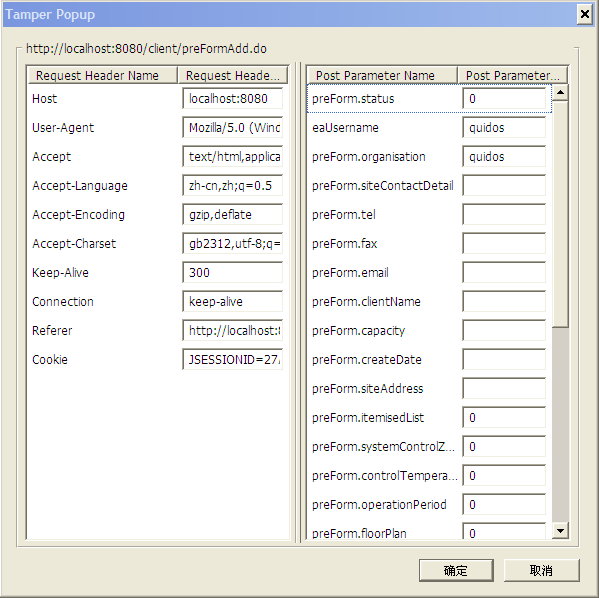 Tamper Popup
http://localhost:8080/client/preFormAdd.do
Request Header Name Request Heade...
Host localhost:8080
User-Agent Mozilla/5.0 (Winc
Accept text/html,applica
Accept-Language zh-cn,zh;q=0.5
Accept-Encoding gzip,deflate
Accept-Charset gb2312,utf-8;q=
Keep-Alive 300
Connection keep-alive
Referer http://localhost:8
Cookie JSESSIONID=27A
Post Parameter Name Post Parameter...
preForm.status 0
eaUsername quidos
preForm.organisation quidos
preForm.siteContactDetail
preForm.tel
preForm.fax
preForm.email
preForm.clientName
preForm.capacity
preForm.createDate
preForm.siteAddress
preForm.itemisedList 0
preForm.systemControlZ... 0
preForm.controlTempera... 0
preForm.operationPeriod 0
preForm.floorPlan 0
确定 取消